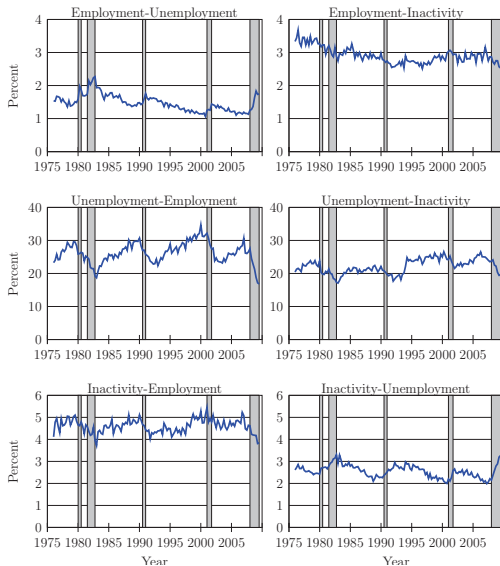 Employment-Unemployment
Employment-Inactivity
Percent
4
3
2
1
0
1975 1980 1985 1990 1995 2000 2005
4
3
2
1
0
1975 1980 1985 1990 1995 2000 2005
Unemployment-Employment
Unemployment-Inactivity
Percent
40
30
20
10
0
1975 1980 1985 1990 1995 2000 2005
40
30
20
10
0
1975 1980 1985 1990 1995 2000 2005
Inactivity-Employment
Inactivity-Unemployment
Percent
6
5
4
3
2
1
0
1975 1980 1985 1990 1995 2000 2005
Year
6
5
4
3
2
1
0
1975 1980 1985 1990 1995 2000 2005
Year